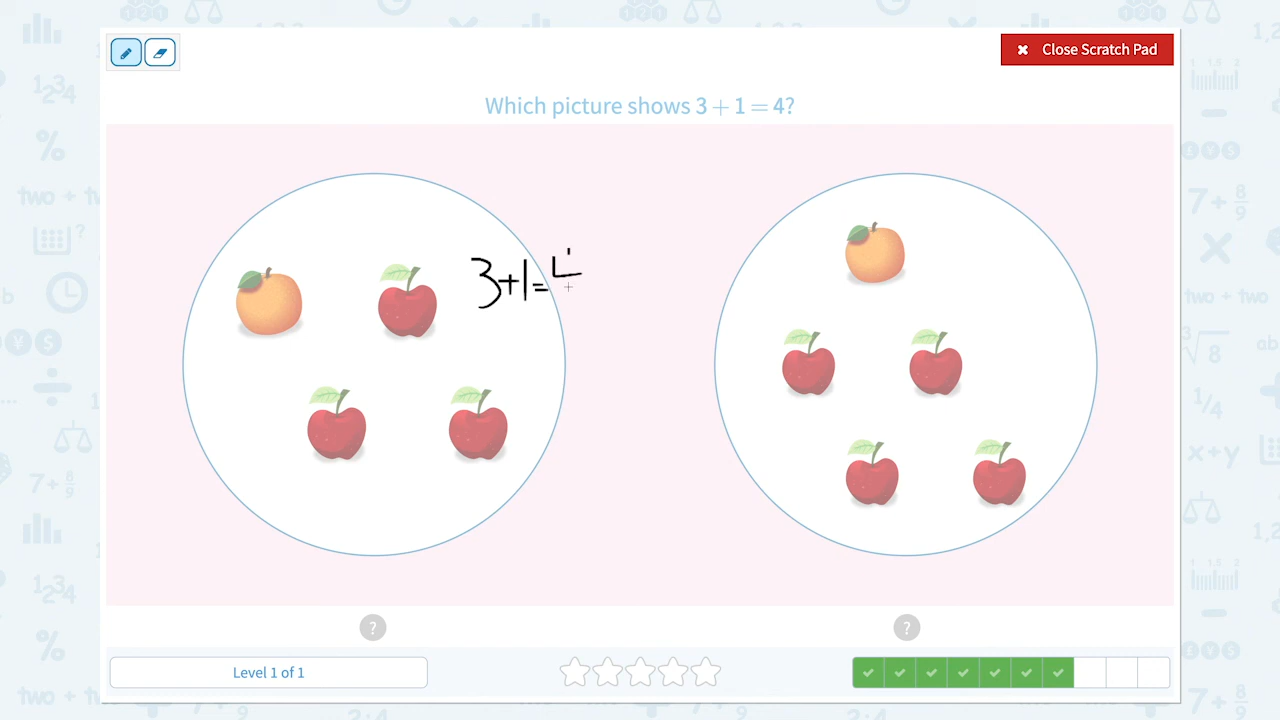 Close Scratch Pad
Which picture shows 3 + 1 = 4?
3+1=4
?
?
Level 1 of 1